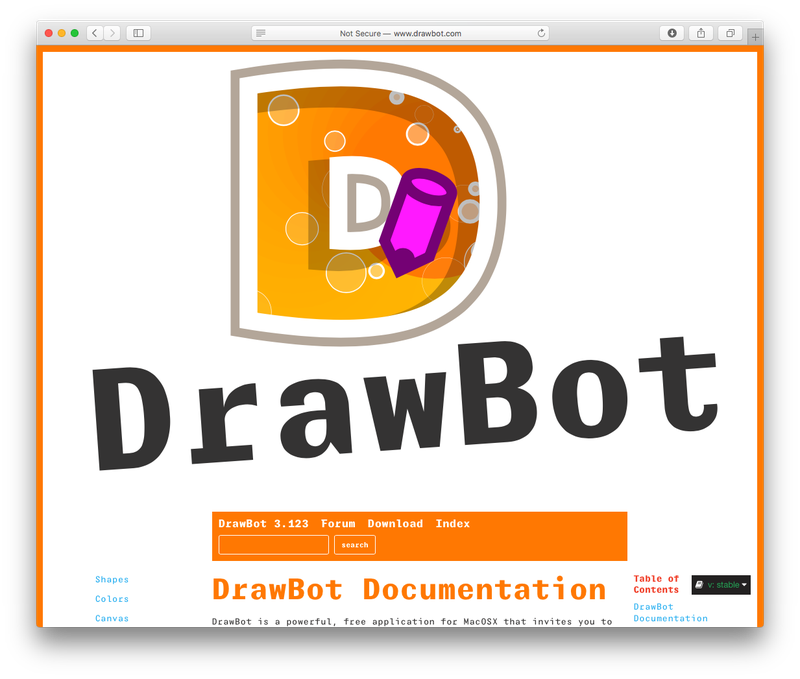 Not Secure — www.drawbot.com
D
DrawBot
DrawBot 3.123 Forum Download Index
search
Shapes
Colors
Canvas
DrawBot Documentation
DrawBot is a powerful, free application for MacOSX that invites you to
Table of
Contents
v: stable
DrawBot
Documentation